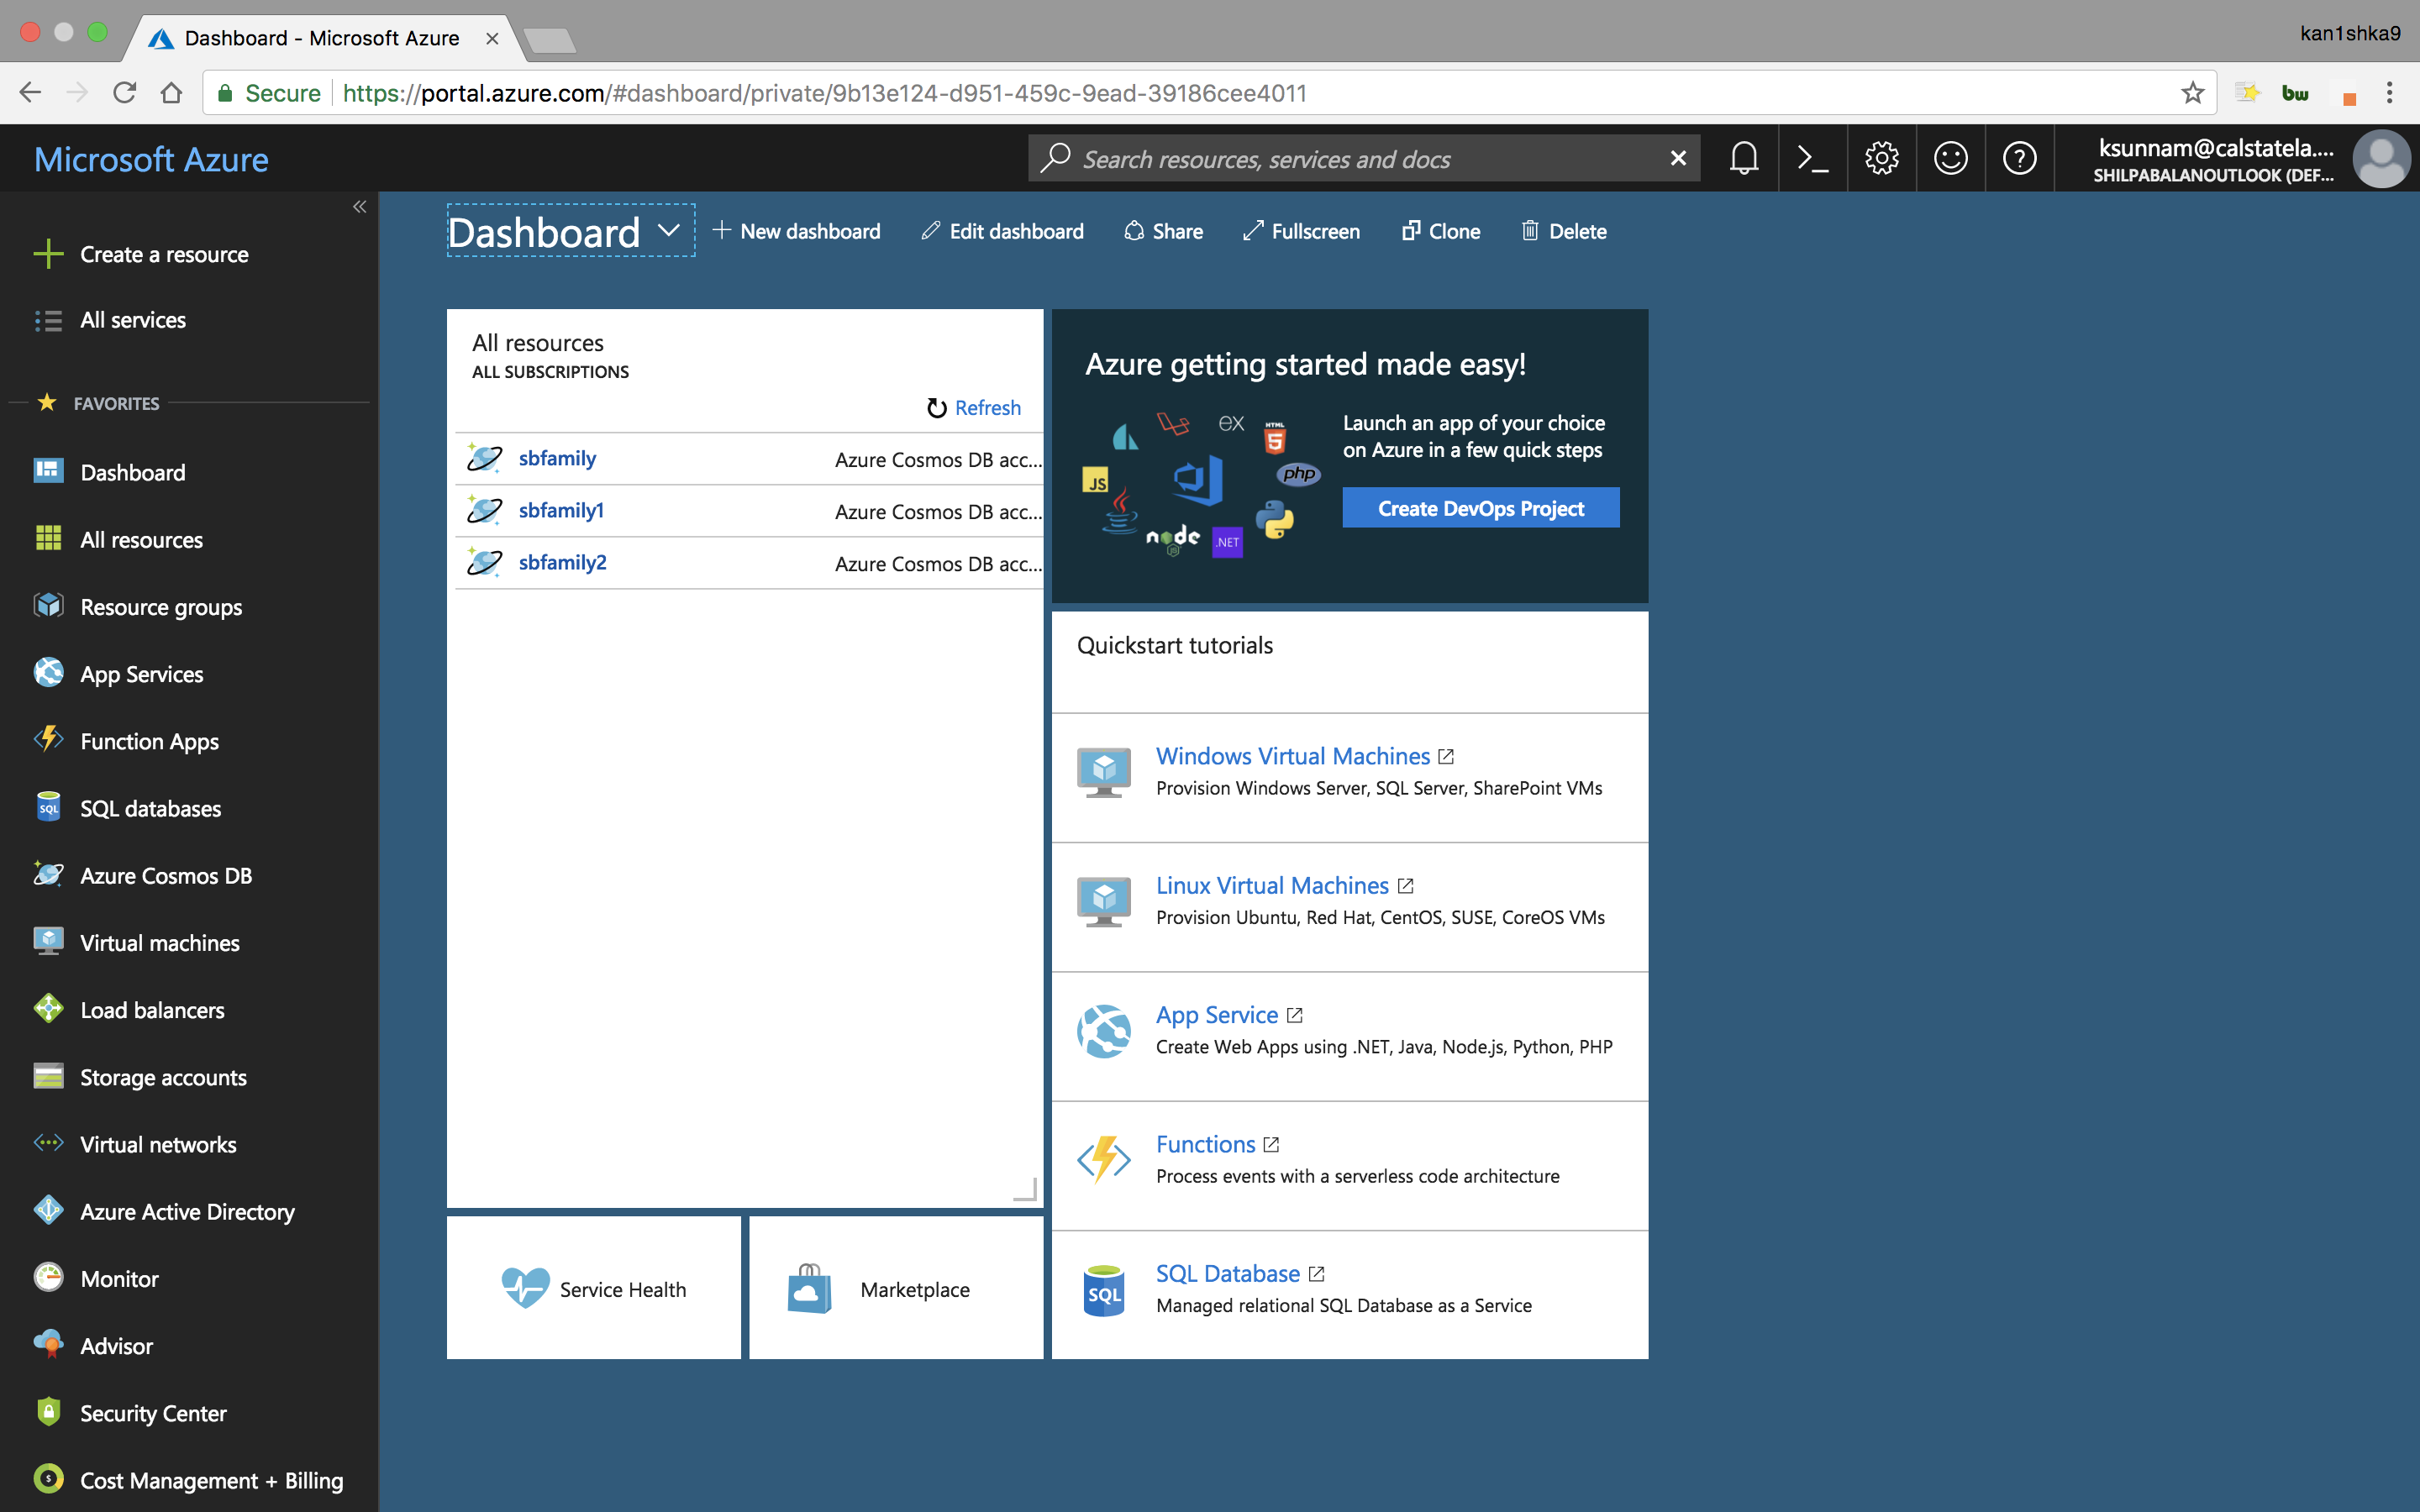 Dashboard - Microsoft Azure
kan1shka9
Secure https://portal.azure.com/#dashboard/private/9b13e124-d951-459c-9ead-39186cee4011
bw
Microsoft Azure
Search resources, services and docs
ksunnam@calstatela....
SHILPABALANOUTLOOK (DEF...
Create a resource
All services
FAVORITES
Dashboard
All resources
Resource groups
App Services
Function Apps
SQL
SQL databases
Azure Cosmos DB
Virtual machines
Load balancers
Storage accounts
Virtual networks
Azure Active Directory
Monitor
Advisor
Security Center
Cost Management + Billing
Dashboard
New dashboard
Edit dashboard
Share
Fullscreen
Clone
Delete
All resources
ALL SUBSCRIPTIONS
Refresh
sbfamily Azure Cosmos DB acc...
sbfamily1 Azure Cosmos DB acc...
sbfamily2 Azure Cosmos DB acc...
Service Health
Marketplace
Azure getting started made easy!
ex
HTML
5
JS
php
node
JS
.NET
Launch an app of your choice
on Azure in a few quick steps
Create DevOps Project
Quickstart tutorials
Windows Virtual Machines
Provision Windows Server, SQL Server, SharePoint VMs
Linux Virtual Machines
Provision Ubuntu, Red Hat, CentOS, SUSE, CoreOS VMs
App Service
Create Web Apps using .NET, Java, Node.js, Python, PHP
Functions
Process events with a serverless code architecture
SQL
SQL Database
Managed relational SQL Database as a Service